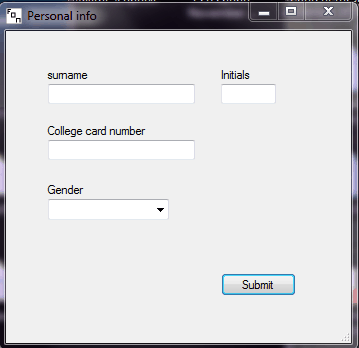 Personal info
surname Initials
College card number
Gender
Submit